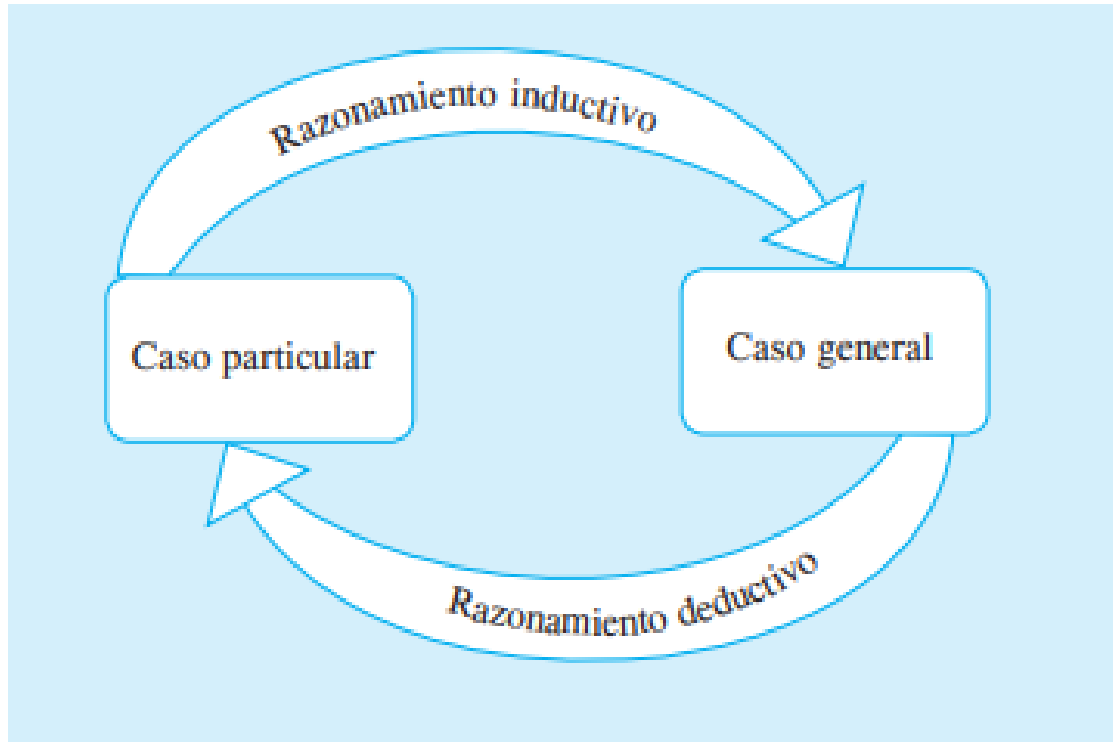 Razonamiento inductivo
Caso particular
Caso general
Razonamiento deductivo